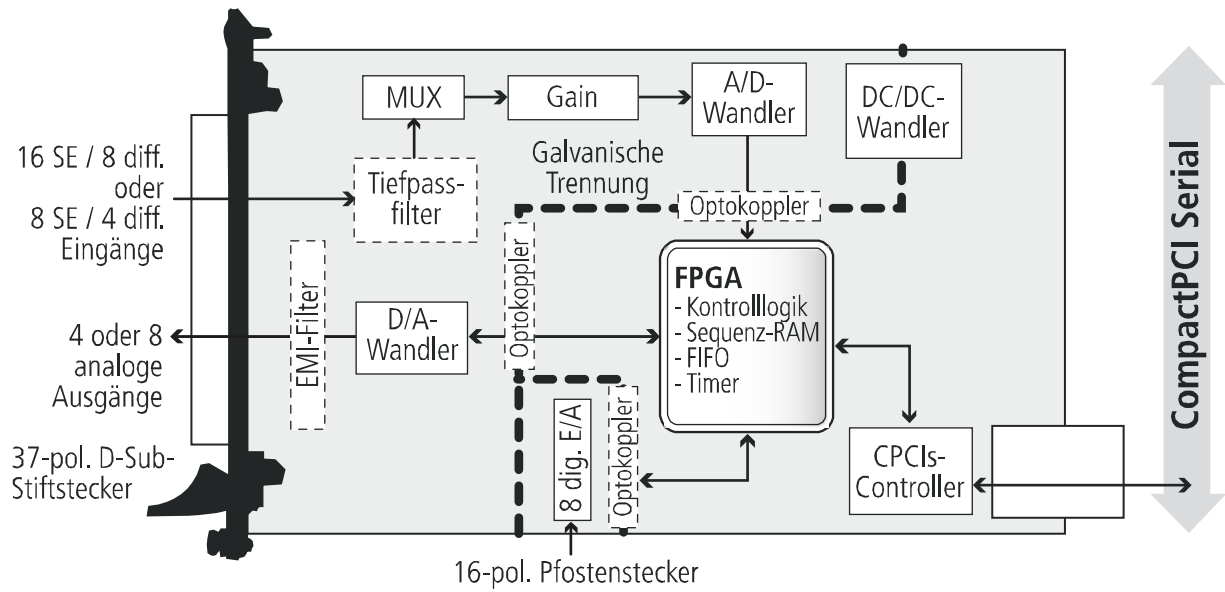 MUX
Gain
A/D-
Wandler
DC/DC-
Wandler
16 SE / 8 diff.
oder
8 SE / 4 diff.
Eingänge
Tiefpass-
filter
Galvanische
Trennung
Optokoppler
CompactPCI Serial
EMI-Filter
D/A-
Wandler
Optokoppler
FPGA
- Kontrolllogik
- Sequenz-RAM
- FIFO
- Timer
4 oder 8
analoge
Ausgänge
37-pol. D-Sub-
Stiftstecker
8 dig. E/A
Optokoppler
CPCIs-
Controller
16-pol. Pfostenstecker